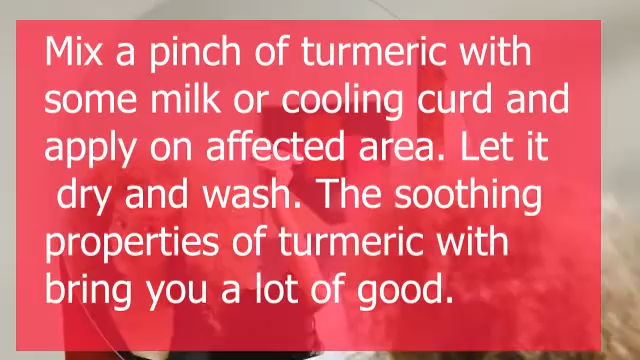 Mix a pinch of turmeric with
some milk or cooling curd and
apply on affected area. Let it
dry and wash. The soothing
properties of turmeric with
bring you a lot of good.